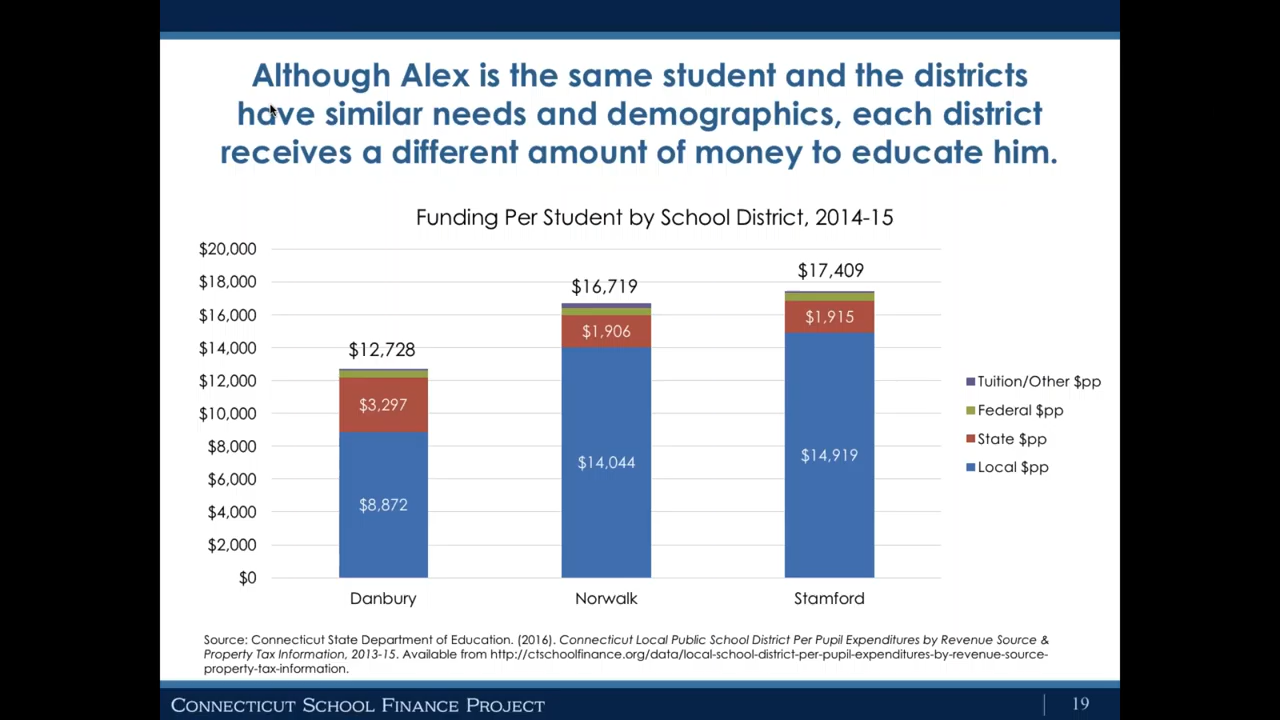 Although Alex is the same student and the districts
have similar needs and demographics, each district
receives a different amount of money to educate him.
Funding Per Student by School District, 2014-15
$20,000
$18,000
$16,000
$14,000
$12,000
$10,000
$8,000
$6,000
$4,000
$2,000
$0
$12,728
$3,297
$8,872
$16,719
$1,906
$14,044
$17,409
$1,915
$14,919
Danbury
Norwalk
Stamford
Tuition/Other $pp
Federal $pp
State $pp
Local $pp
Source: Connecticut State Department of Education. (2016). Connecticut Local Public School District Per Pupil Expenditures by Revenue Source &
Property Tax Information, 2013-15. Available from http://ctschoolfinance.org/data/local-school-district-per-pupil-expenditures-by-revenue-source-
property-tax-information.
CONNECTICUT SCHOOL FINANCE PROJECT
19